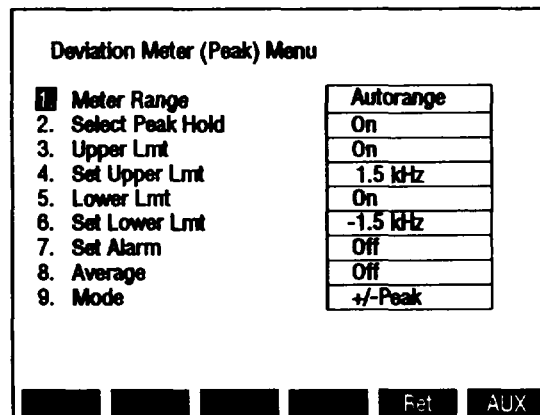 Deviation Meter (Peak) Menu
1. Meter Range Autorange
2. Select Peak Hold On
3. Upper Lmt On
4. Set Upper Lmt 1.5 kHz
5. Lower Lmt On
6. Set Lower Lmt -1.5 kHz
7. Set Alarm Off
8. Average Off
9. Mode +/-Peak
Ret AUX